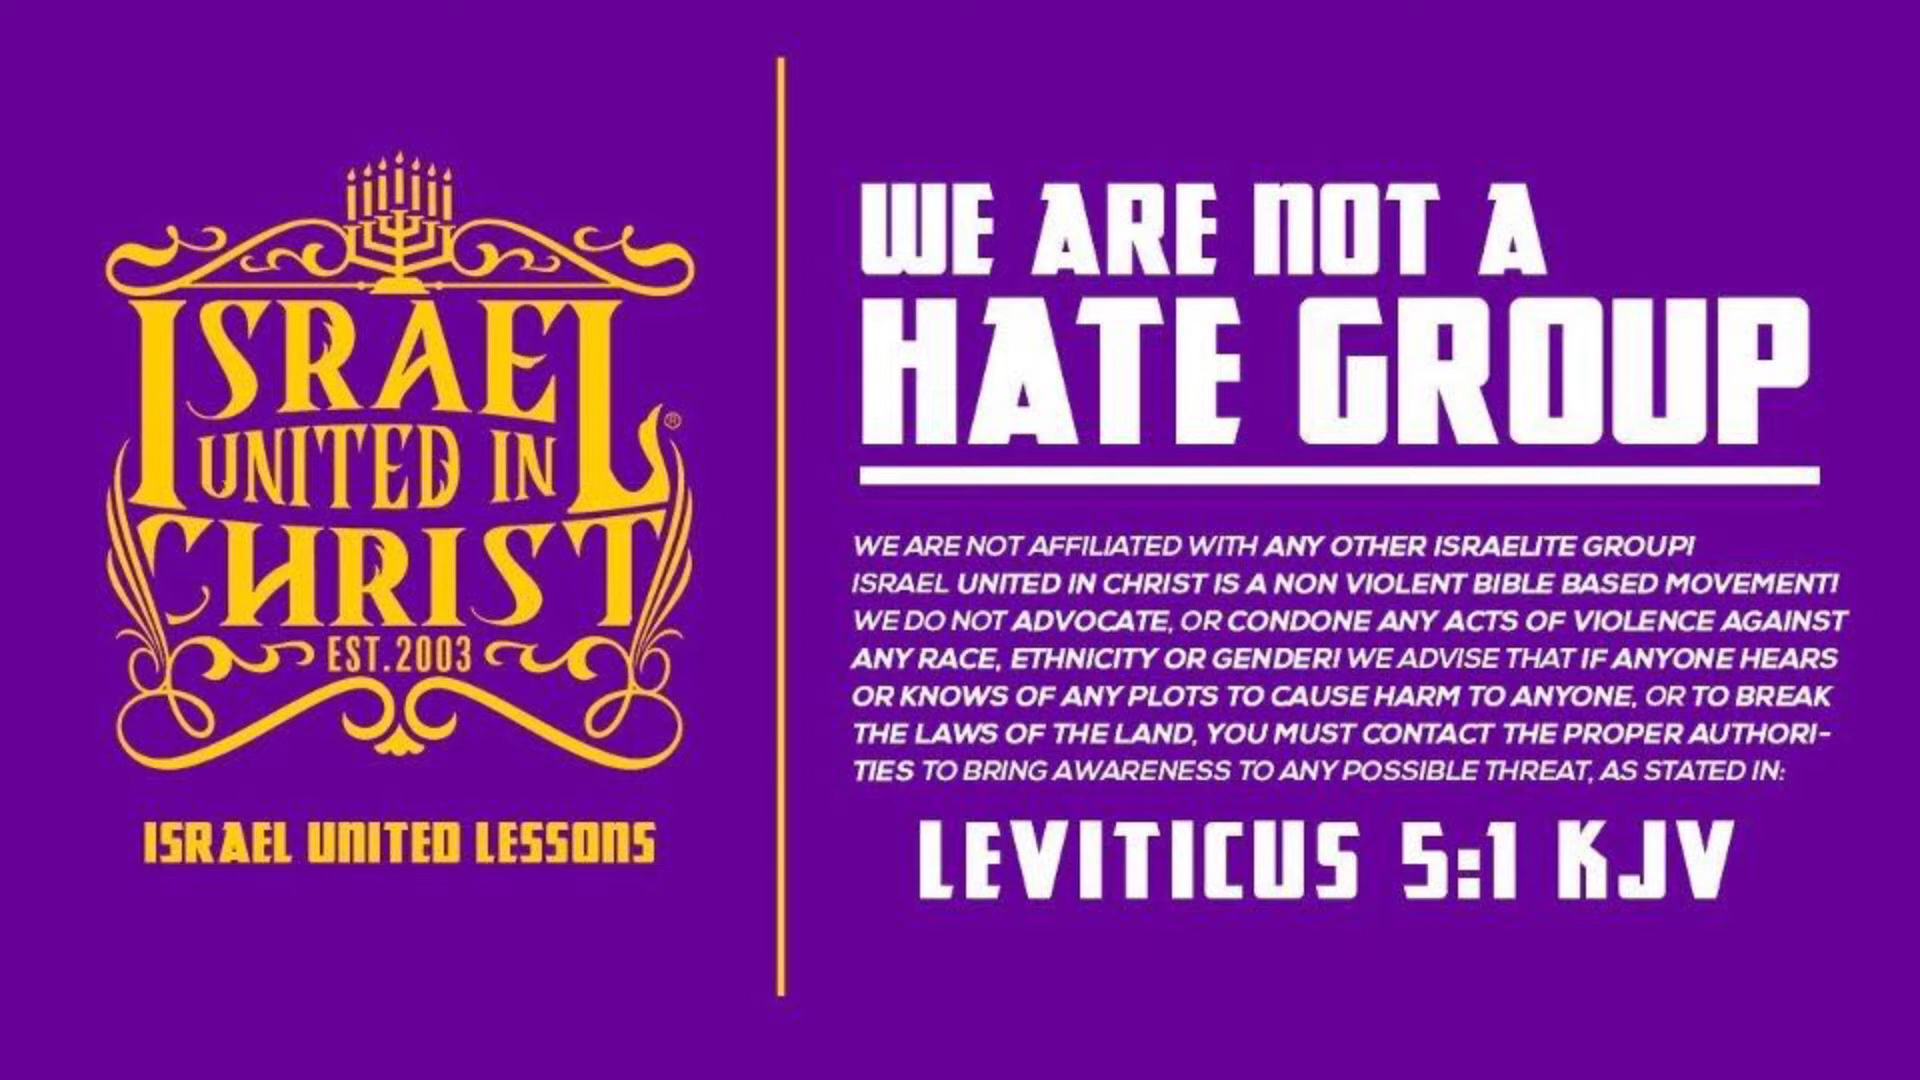 ISRAEL
UNITED IN
CHRIST
®
EST.2003
ISRAEL UNITED LESSONS
WE ARE NOT A
HATE GROUP
WE ARE NOT AFFILIATED WITH ANY OTHER ISRAELITE GROUP!
ISRAEL UNITED IN CHRIST IS A NON VIOLENT BIBLE BASED MOVEMENT!
WE DO NOT ADVOCATE, OR CONDONE ANY ACTS OF VIOLENCE AGAINST
ANY RACE, ETHNICITY OR GENDER! WE ADVISE THAT IF ANYONE HEARS
OR KNOWS OF ANY PLOTS TO CAUSE HARM TO ANYONE, OR TO BREAK
THE LAWS OF THE LAND, YOU MUST CONTACT THE PROPER AUTHORI-
TIES TO BRING AWARENESS TO ANY POSSIBLE THREAT, AS STATED IN:
LEVITICUS 5:1 KJV